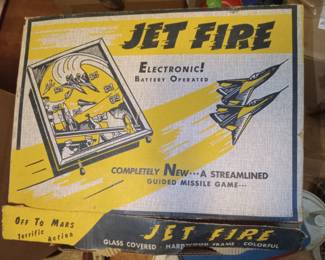 JET FIRE
ELECTRONIC!
BATTERY OPERATED
COMPLETELY NEW...A STREAMLINED
GUIDED MISSILE GAME...
OFF TO MARS
Terrific Action
JET FIRE
GLASS COVERED · HARDWOOD FRAME · COLORFUL